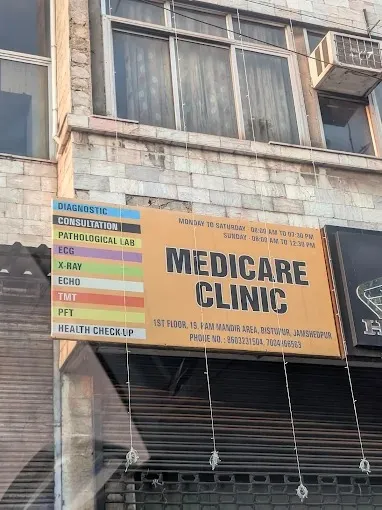 DIAGNOSTIC
CONSULTATION
PATHOLOGICAL LAB
ECG
X-RAY
ECHO
TMT
PFT
HEALTH CHECK UP
MONDAY TO SATURDAY : 08:00 AM TO 07:30 PM
SUNDAY : 08:00 AM TO 12:30 PM
MEDICARE
CLINIC
1ST FLOOR, 15, RAM MANDIR AREA, BISTUPUR, JAMSHEDPUR
PHONE NO. : 8603231504,
H